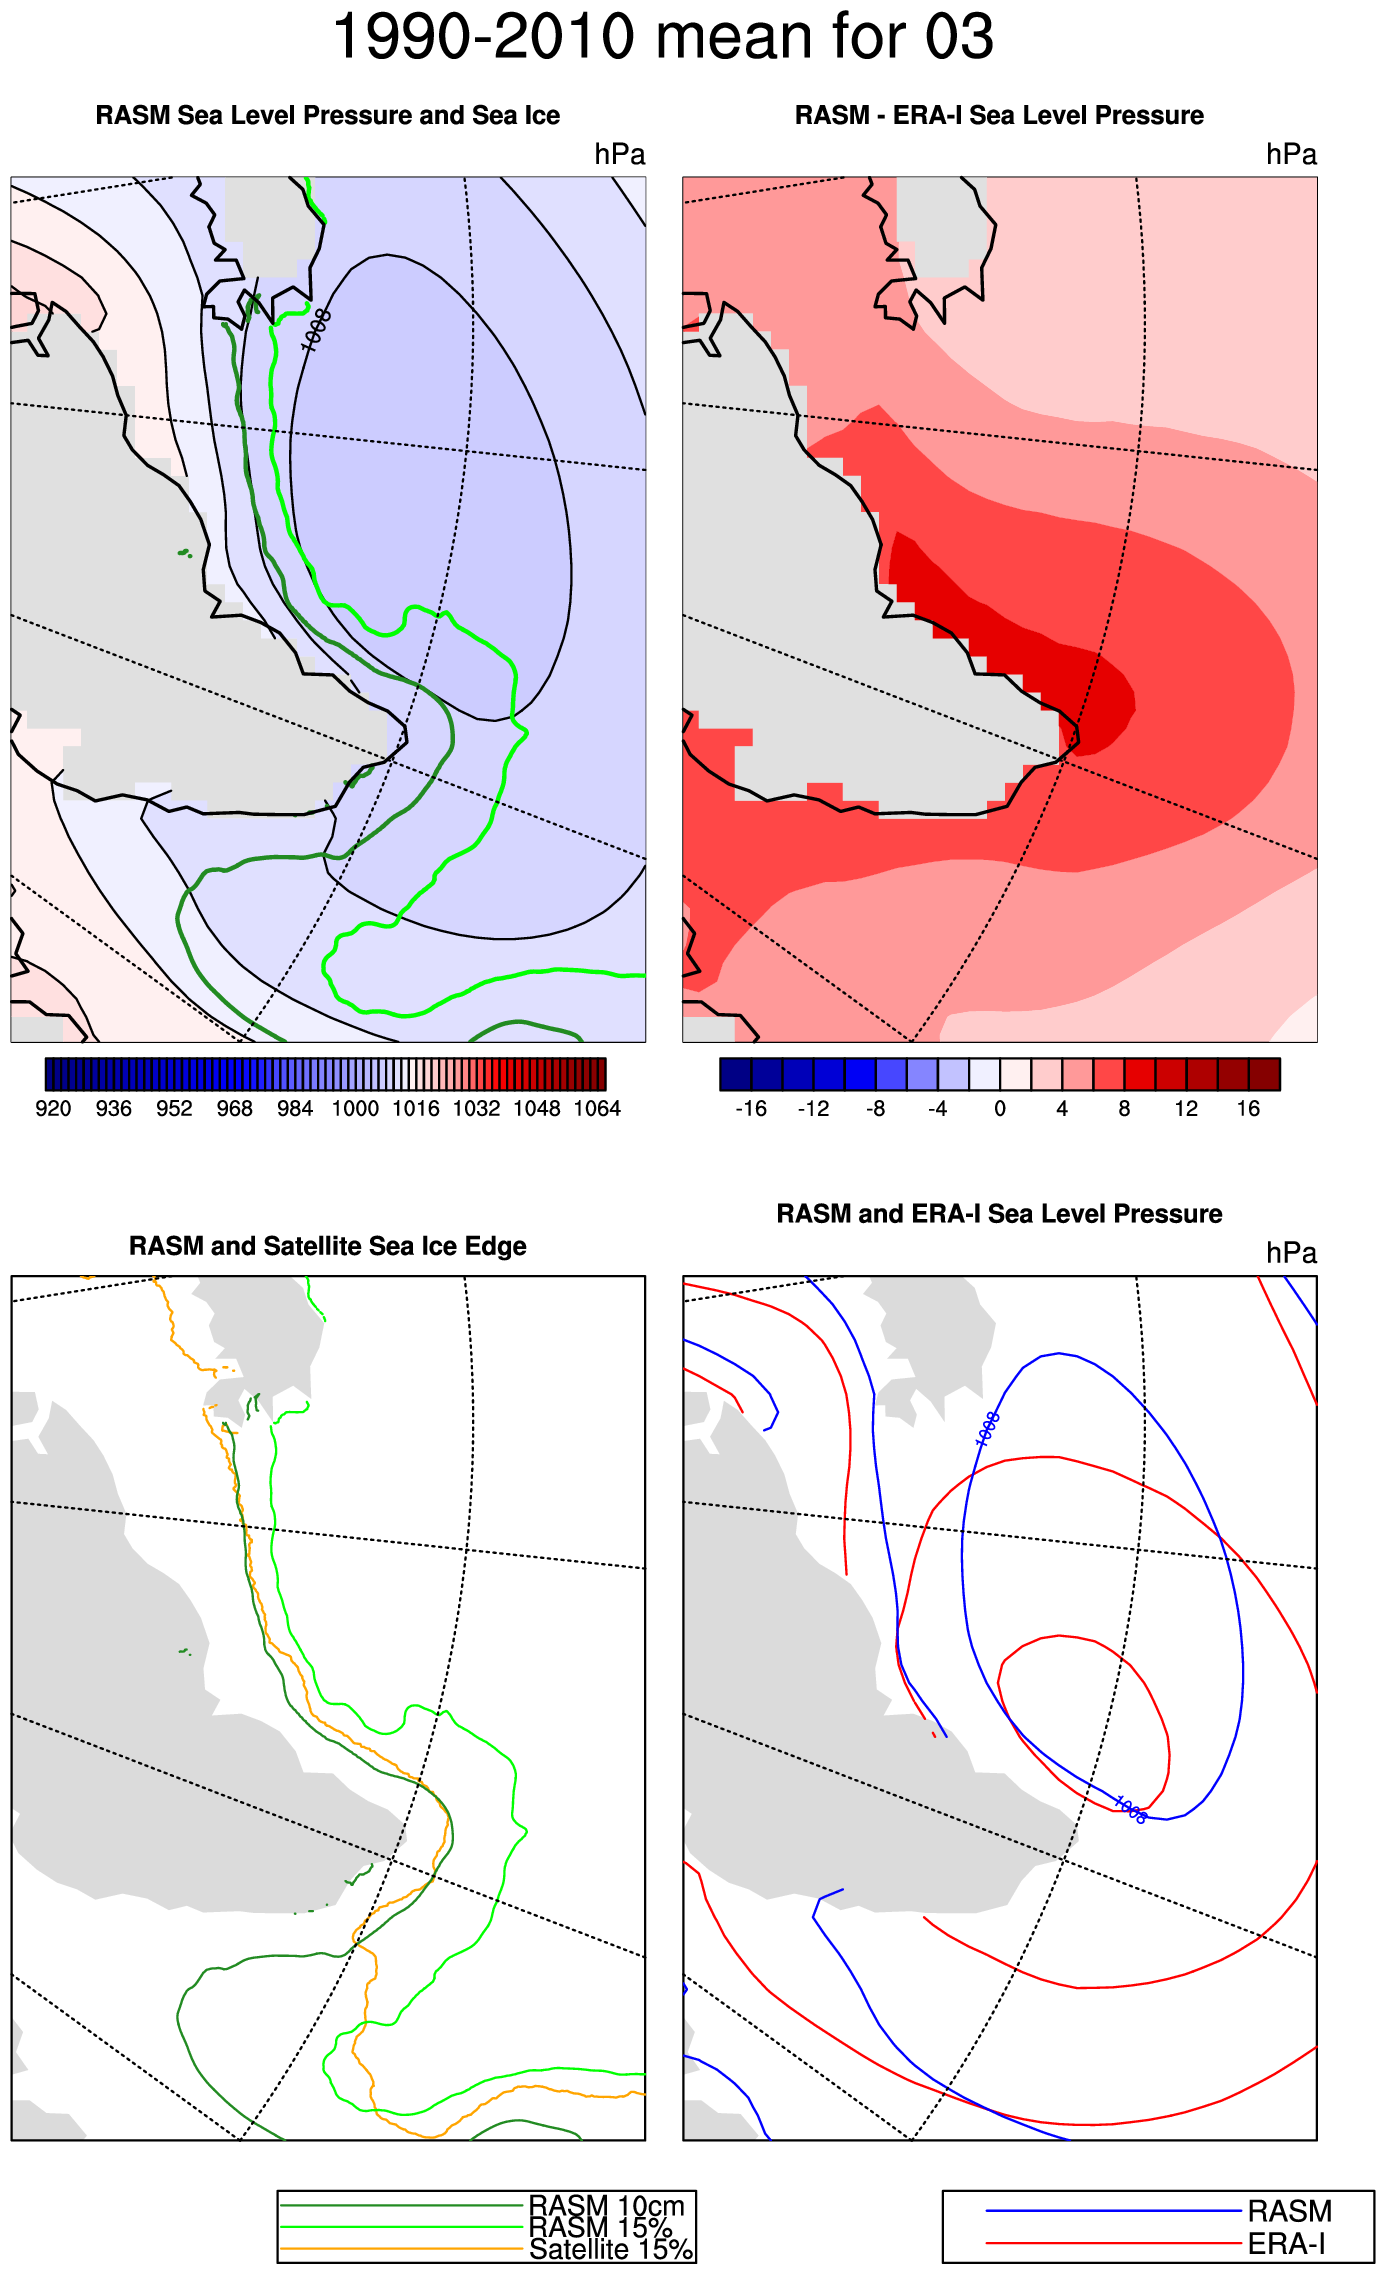 1990-2010 mean for 03
RASM Sea Level Pressure and Sea Ice
hPa
RASM - ERA-I Sea Level Pressure
hPa
1008
920 936 952 968 984 1000 1016 1032 1048 1064
-16 -12 -8 -4 0 4 8 12 16
RASM and Satellite Sea Ice Edge
RASM and ERA-I Sea Level Pressure
hPa
1008
1008
RASM 10cm
RASM 15%
Satellite 15%
RASM
ERA-I